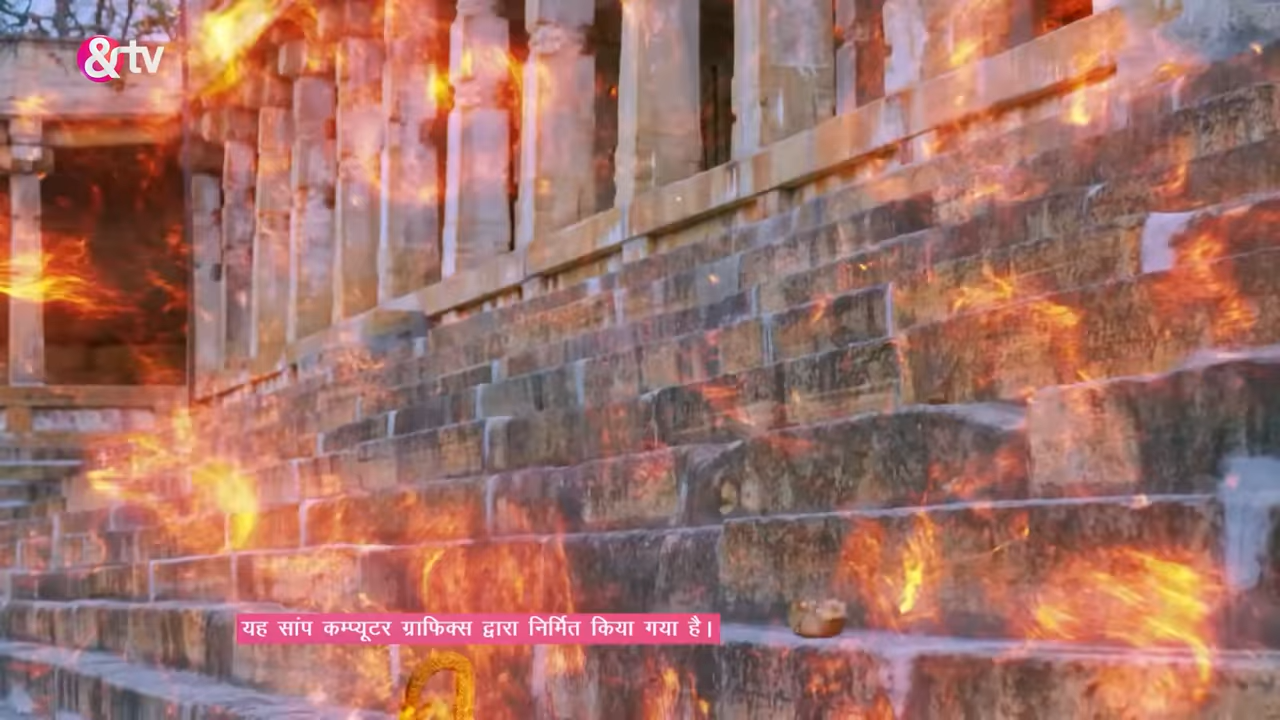 &tv
यह सांप कम्प्यूटर ग्राफिक्स द्वारा निर्मित किया गया है।